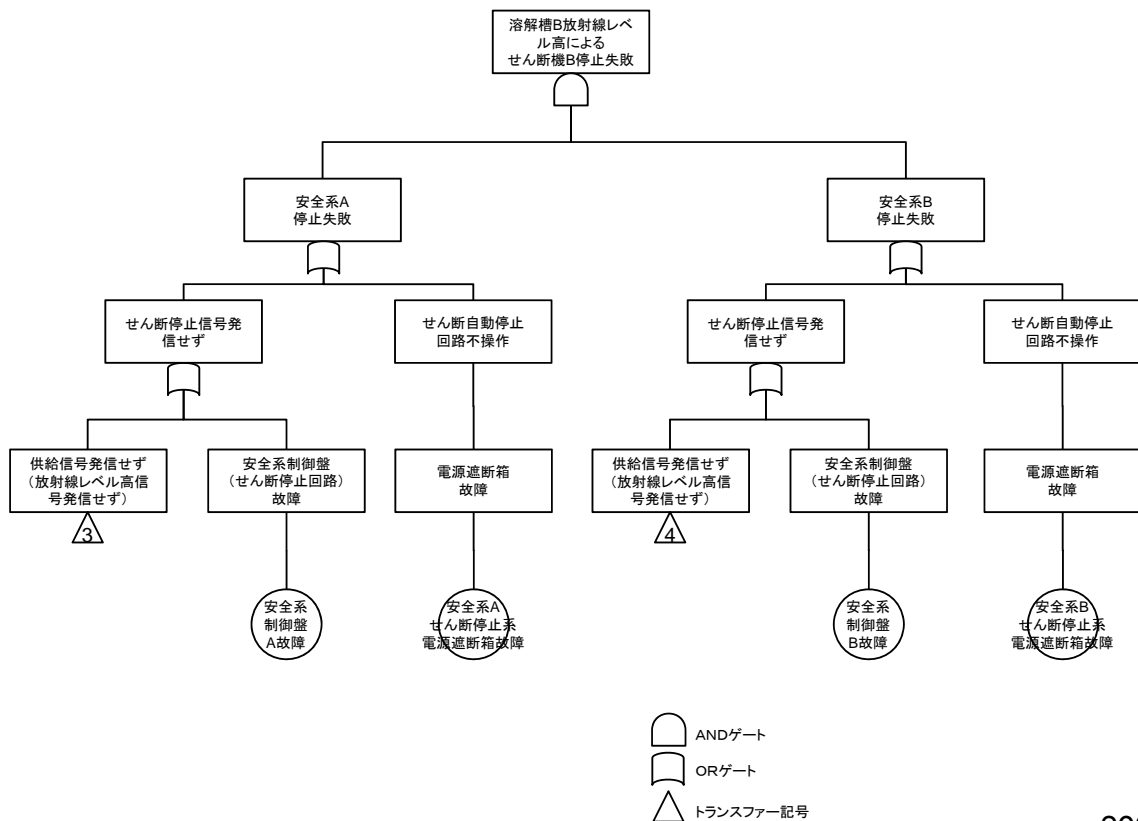 溶解槽B放射線レベ
ル高による
せん断機B停止失敗
安全系A
停止失敗
安全系B
停止失敗
せん断停止信号発
信せず
せん断自動停止
回路不操作
せん断停止信号発
信せず
せん断自動停止
回路不操作
供給信号発信せず
（放射線レベル高信
号発信せず）
3
安全系制御盤
（せん断停止回路）
故障
電源遮断箱
故障
供給信号発信せず
（放射線レベル高信
号発信せず）
4
安全系制御盤
（せん断停止回路）
故障
電源遮断箱
故障
安全系
制御盤
A故障
安全系A
せん断停止系
電源遮断箱故障
安全系
制御盤
B故障
安全系B
せん断停止系
電源遮断箱故障
ANDゲート
ORゲート
トランスファー記号